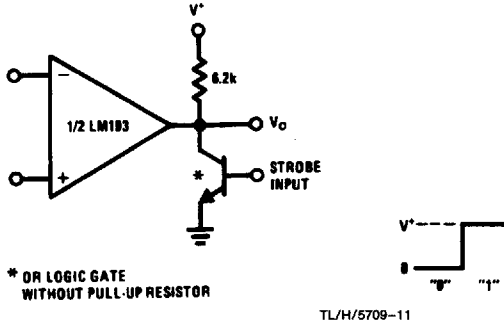 V+
6.2k
−
1/2 LM193
VO
+
*
STROBE
INPUT
* OR LOGIC GATE
WITHOUT PULL-UP RESISTOR
V+
0
"0" "1"
TL/H/5709–11